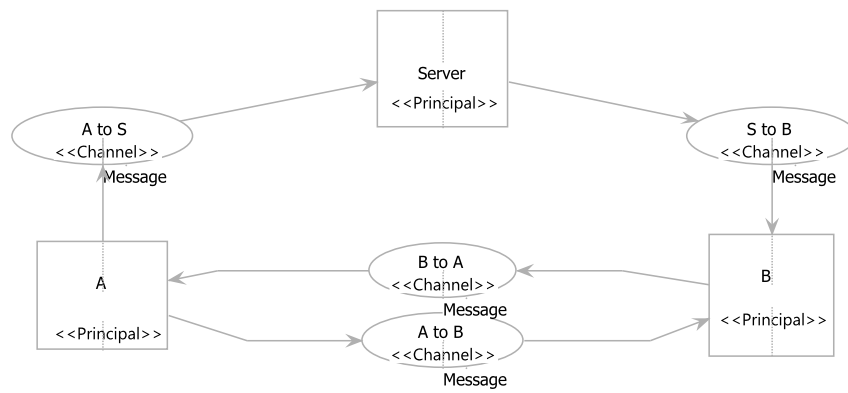 Server
<<Principal>>
A to S
<<Channel>>
Message
S to B
<<Channel>>
Message
A
<<Principal>>
B to A
<<Channel>>
Message
A to B
<<Channel>>
Message
B
<<Principal>>